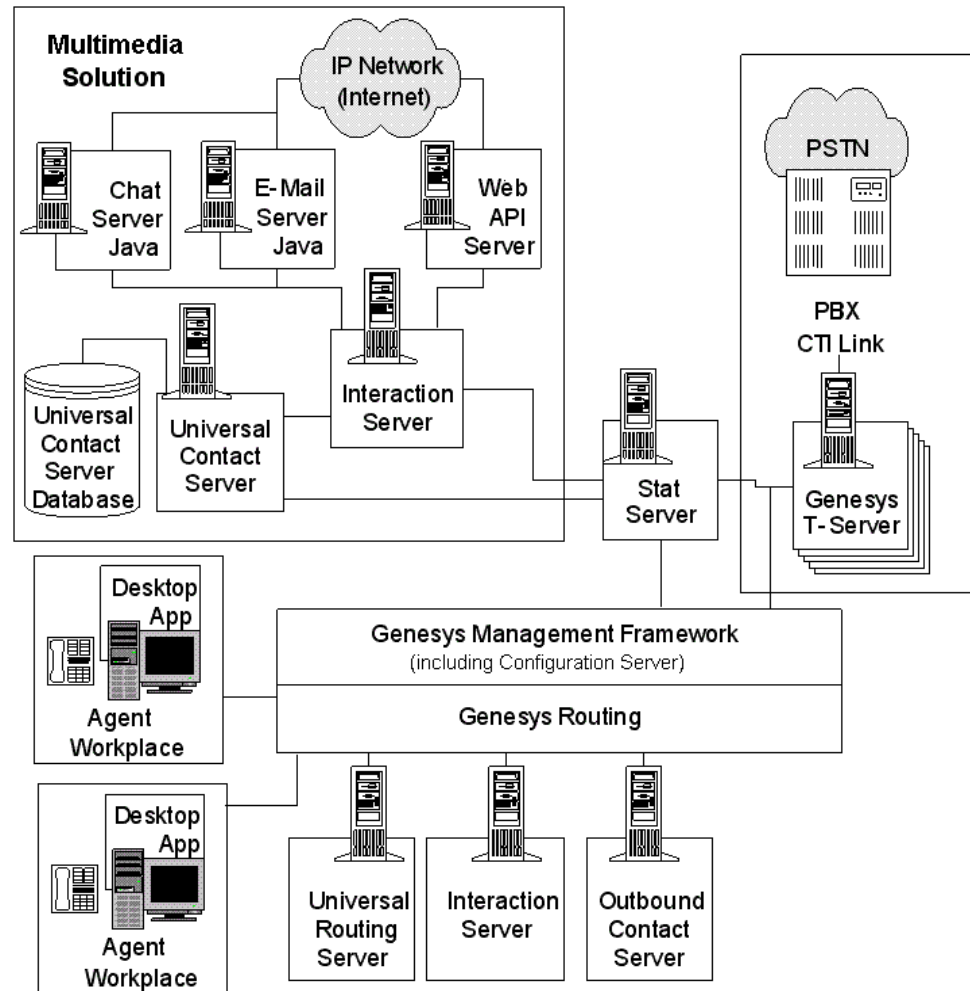 Multimedia
Solution
IP Network
(Internet)
Chat
Server
Java
E-Mail
Server
Java
Web
API
Server
PSTN
PBX
CTI Link
Interaction
Server
Universal
Contact
Server
Database
Universal
Contact
Server
Stat
Server
Genesys
T-Server
Desktop
App
Agent
Workplace
Genesys Management Framework
(including Configuration Server)
Genesys Routing
Desktop
App
Agent
Workplace
Universal
Routing
Server
Interaction
Server
Outbound
Contact
Server